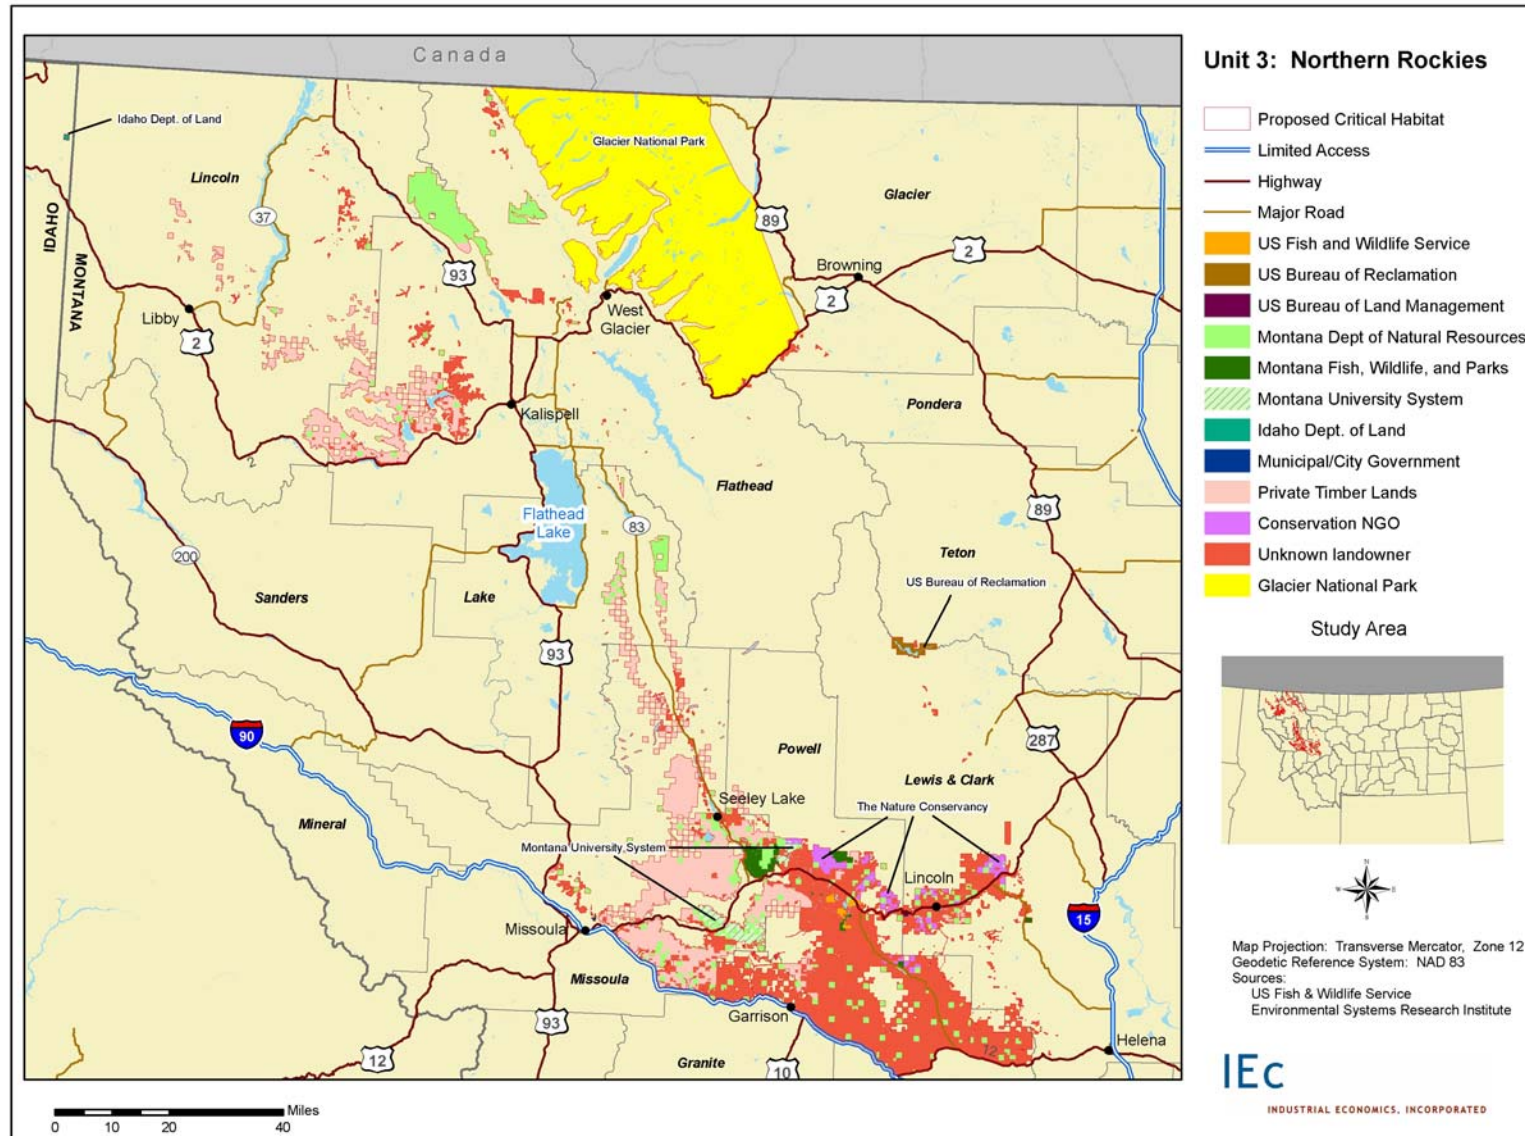 Canada
Idaho Dept. of Land
Glacier National Park
Lincoln
Glacier
37
IDAHO
MONTANA
89
2
93
Browning
2
Libby
West
Glacier
2
Kalispell
Pondera
2
Flathead
Flathead
Lake
83
89
200
Teton
US Bureau of Reclamation
Sanders
Lake
93
90
287
Powell
Lewis & Clark
Seeley Lake
The Nature Conservancy
Mineral
Montana University System
Lincoln
15
Missoula
Missoula
Garrison
93
12
12
Helena
Granite
10
Miles
0 10 20 40
Unit 3: Northern Rockies
Proposed Critical Habitat
Limited Access
Highway
Major Road
US Fish and Wildlife Service
US Bureau of Reclamation
US Bureau of Land Management
Montana Dept of Natural Resources
Montana Fish, Wildlife, and Parks
Montana University System
Idaho Dept. of Land
Municipal/City Government
Private Timber Lands
Conservation NGO
Unknown landowner
Glacier National Park
Study Area
N
W E
S
Map Projection: Transverse Mercator, Zone 12
Geodetic Reference System: NAD 83
Sources:
US Fish & Wildlife Service
Environmental Systems Research Institute
IEc
INDUSTRIAL ECONOMICS, INCORPORATED